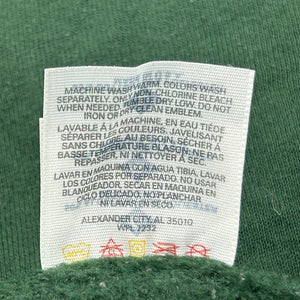 MACHINE WASH WARM. COLORS WASH
SEPARATELY. ONLY NON-CHLORINE BLEACH
WHEN NEEDED. TUMBLE DRY LOW. DO NOT
IRON OR DRY CLEAN EMBLEM.
LAVABLE À LA MACHINE, EN EAU TIÈDE
SÉPARER LES COULEURS. JAVELISANT
SANS CHLORE, AU BESOIN, SÉCHER À
BASSE TEMPÉRATURE BLASON. NE PAS
REPASSER, NI NETTOYER À SEC.
LAVAR EN MAQUINA CON AGUA TIBIA. LAVAR
LOS COLORES POR SEPARADO. NO USAR
BLANQUEADOR, SECAR EN MAQUINA EN
CICLO DELICADO. NO PLANCHAR EL
LAVAR EN SECO.
ALEXANDER CITY, AL 35010
WPL 7232